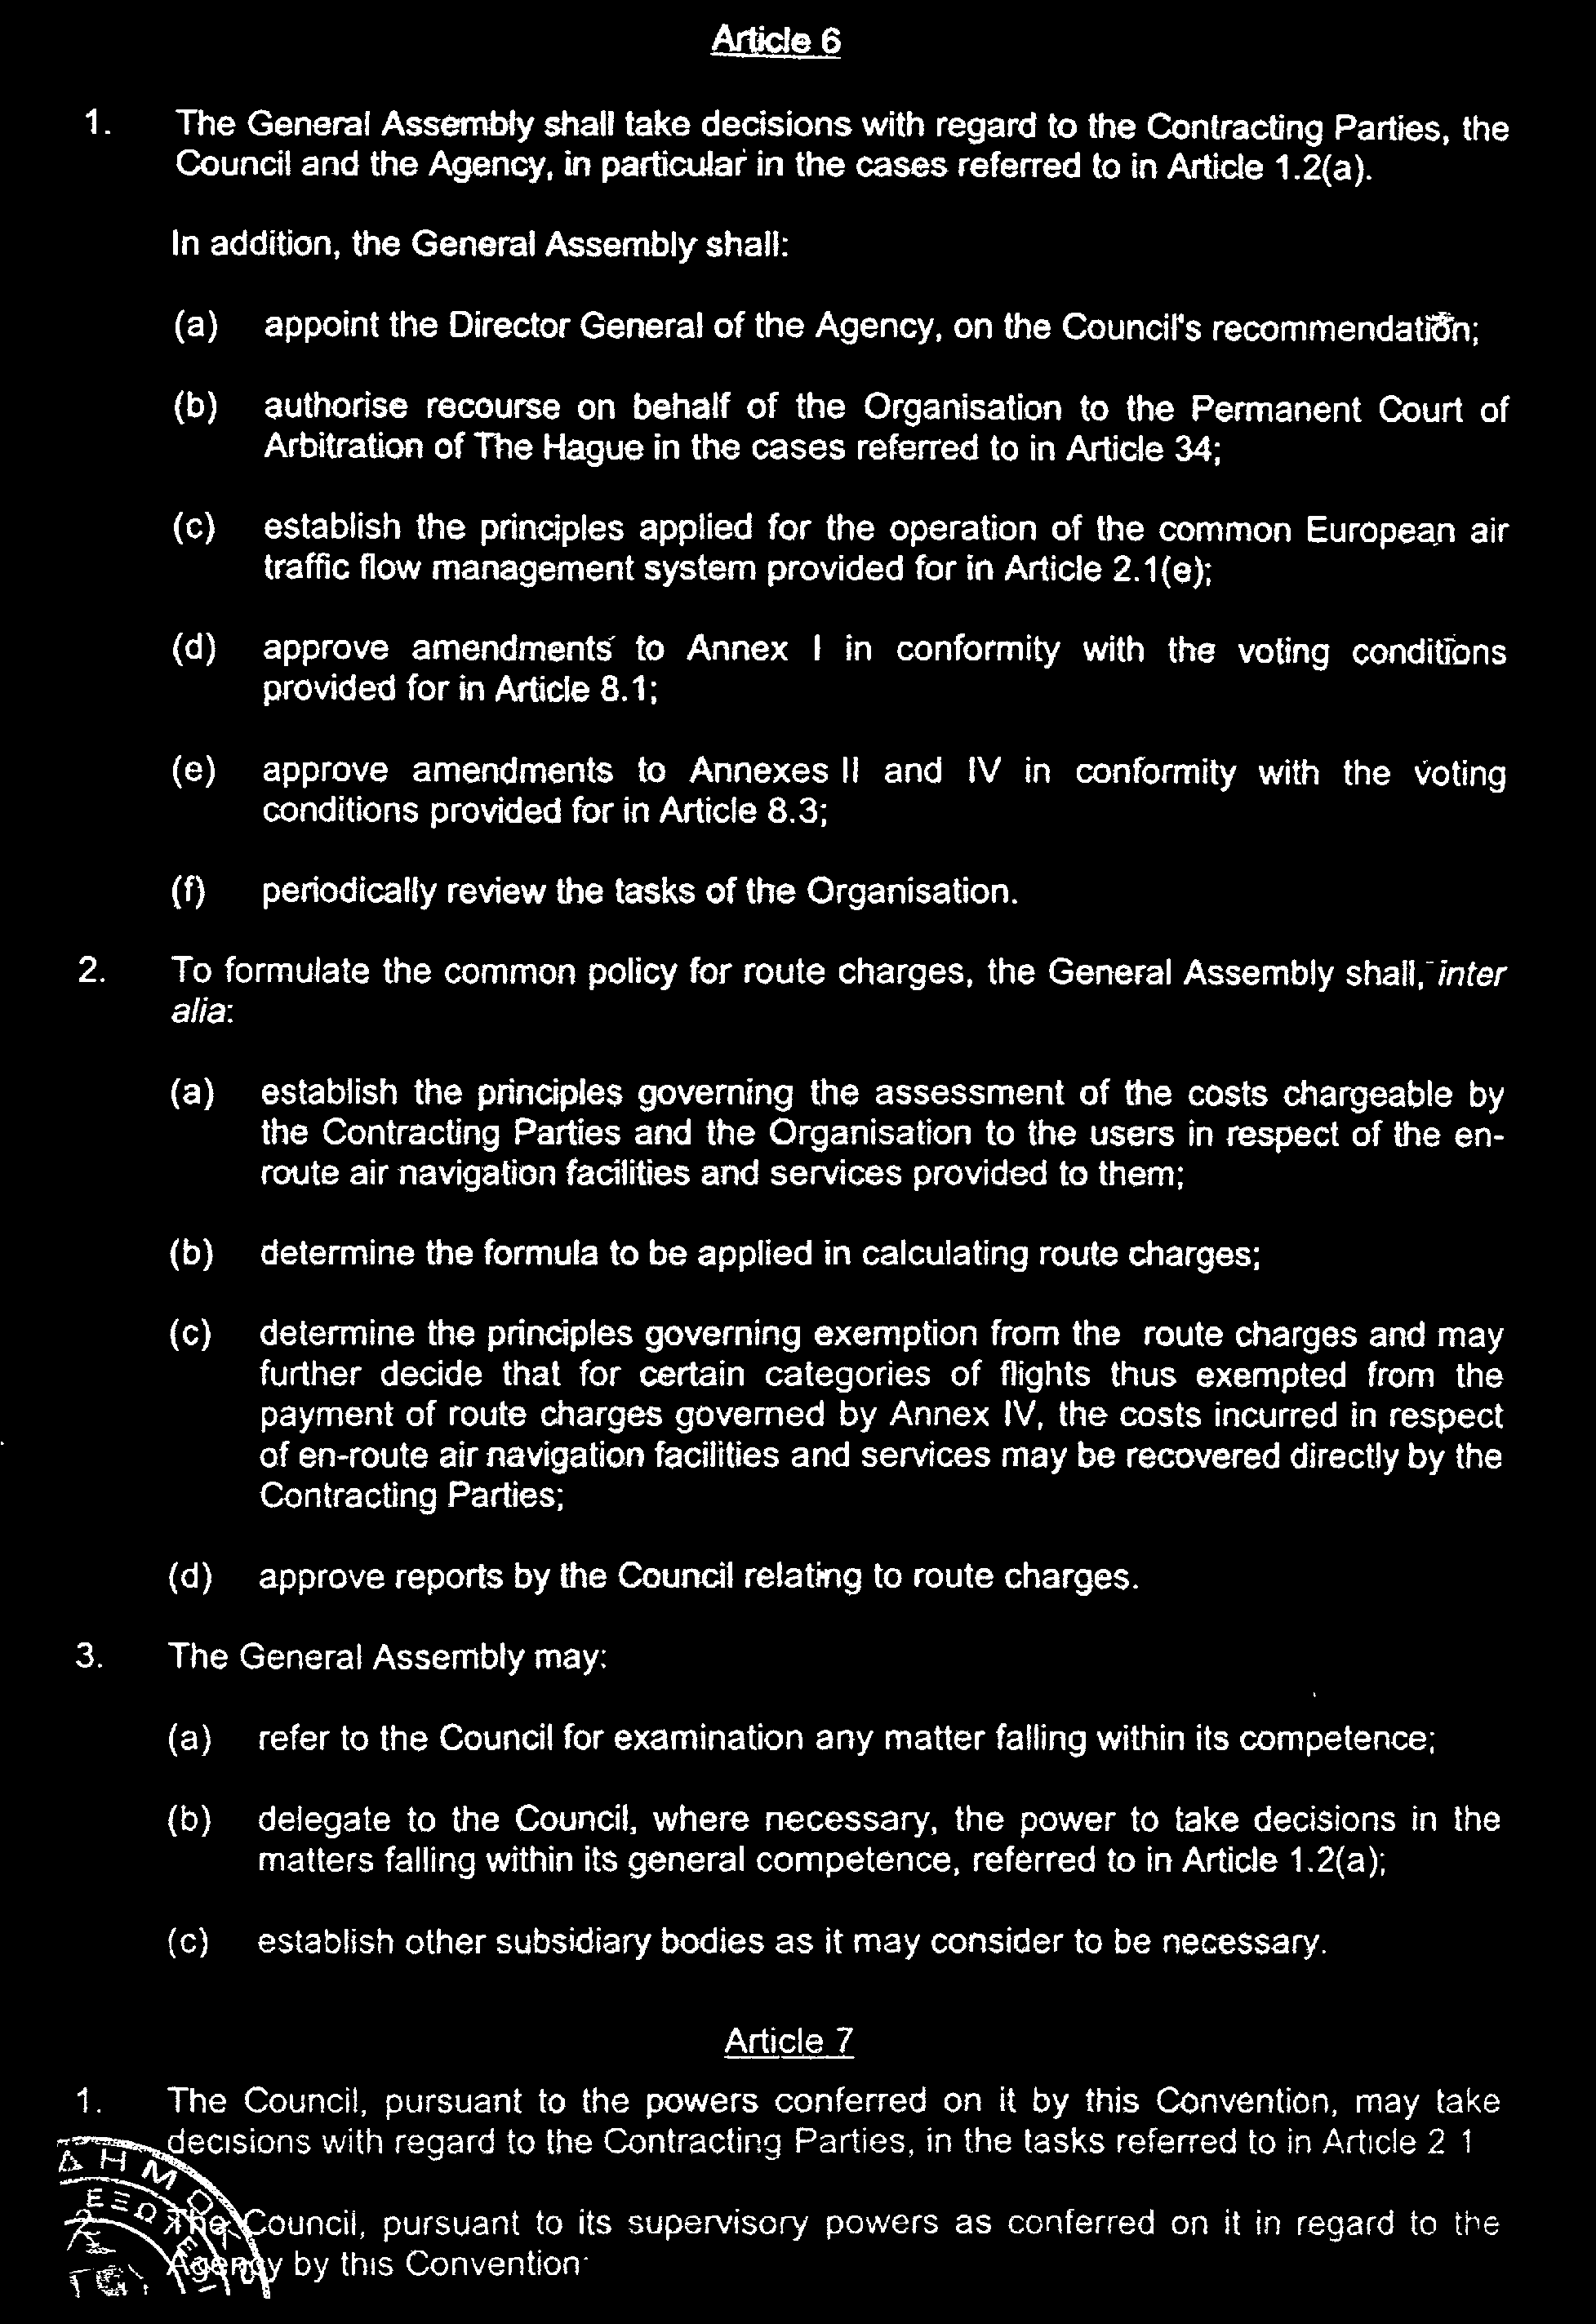 Article 6
1. The General Assembly shall take decisions with regard to the Contracting Parties, the
Council and the Agency, in particular in the cases referred to in Article 1.2(a).
In addition, the General Assembly shall:
(a) appoint the Director General of the Agency, on the Council's recommendation;
(b) authorise recourse on behalf of the Organisation to the Permanent Court of
Arbitration of The Hague in the cases referred to in Article 34;
(c) establish the principles applied for the operation of the common European air
traffic flow management system provided for in Article 2.1(e);
(d) approve amendments to Annex I in conformity with the voting conditions
provided for in Article 8.1;
(e) approve amendments to Annexes II and IV in conformity with the voting
conditions provided for in Article 8.3;
(f) periodically review the tasks of the Organisation.
2. To formulate the common policy for route charges, the General Assembly shall, inter
alia:
(a) establish the principles governing the assessment of the costs chargeable by
the Contracting Parties and the Organisation to the users in respect of the en-
route air navigation facilities and services provided to them;
(b) determine the formula to be applied in calculating route charges;
(c) determine the principles governing exemption from the route charges and may
further decide that for certain categories of flights thus exempted from the
payment of route charges governed by Annex IV, the costs incurred in respect
of en-route air navigation facilities and services may be recovered directly by the
Contracting Parties;
(d) approve reports by the Council relating to route charges.
3. The General Assembly may:
(a) refer to the Council for examination any matter falling within its competence;
(b) delegate to the Council, where necessary, the power to take decisions in the
matters falling within its general competence, referred to in Article 1.2(a);
(c) establish other subsidiary bodies as it may consider to be necessary.
Article 7
1. The Council, pursuant to the powers conferred on it by this Convention, may take
decisions with regard to the Contracting Parties, in the tasks referred to in Article 2 1
2. The Council, pursuant to its supervisory powers as conferred on it in regard to the
Agency by this Convention